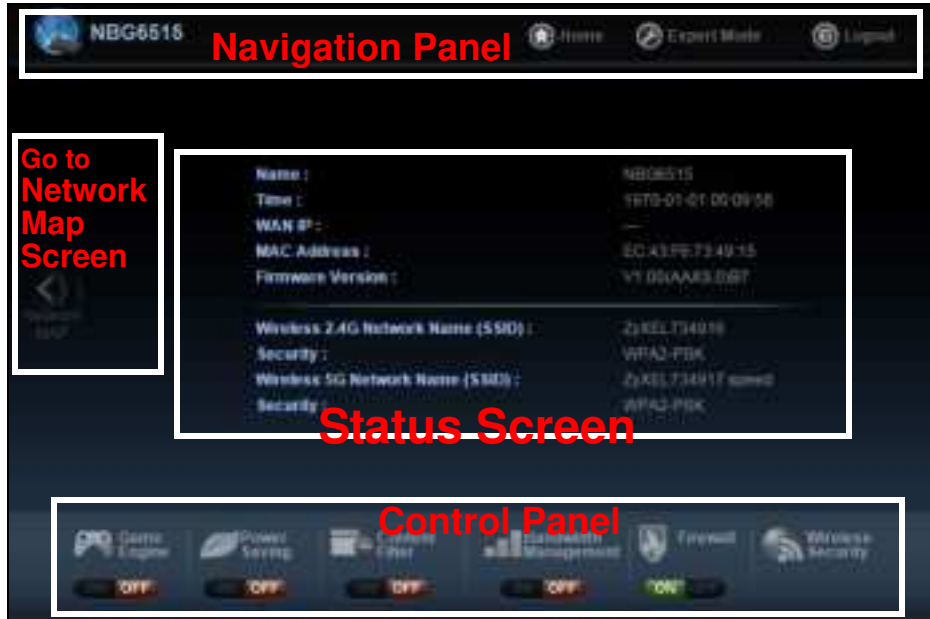 NBG6515
Navigation Panel
Home
Expert Mode
Logout
Go to
Network
Map
Screen
Name : NBG6515
Time : 1970-01-01
WAN IP :
MAC Address :
Firmware Version :
Wireless 2.4G Network Name (SSID) :
Security : WPA2-PSK
Wireless 5G Network Name (SSID) :
Security : WPA2-PSK
Status Screen
Control Panel
Game
Engine
Power
Saving
Content
Filter
Bandwidth
Management
Firewall
Wireless
Security
OFF OFF OFF OFF ON